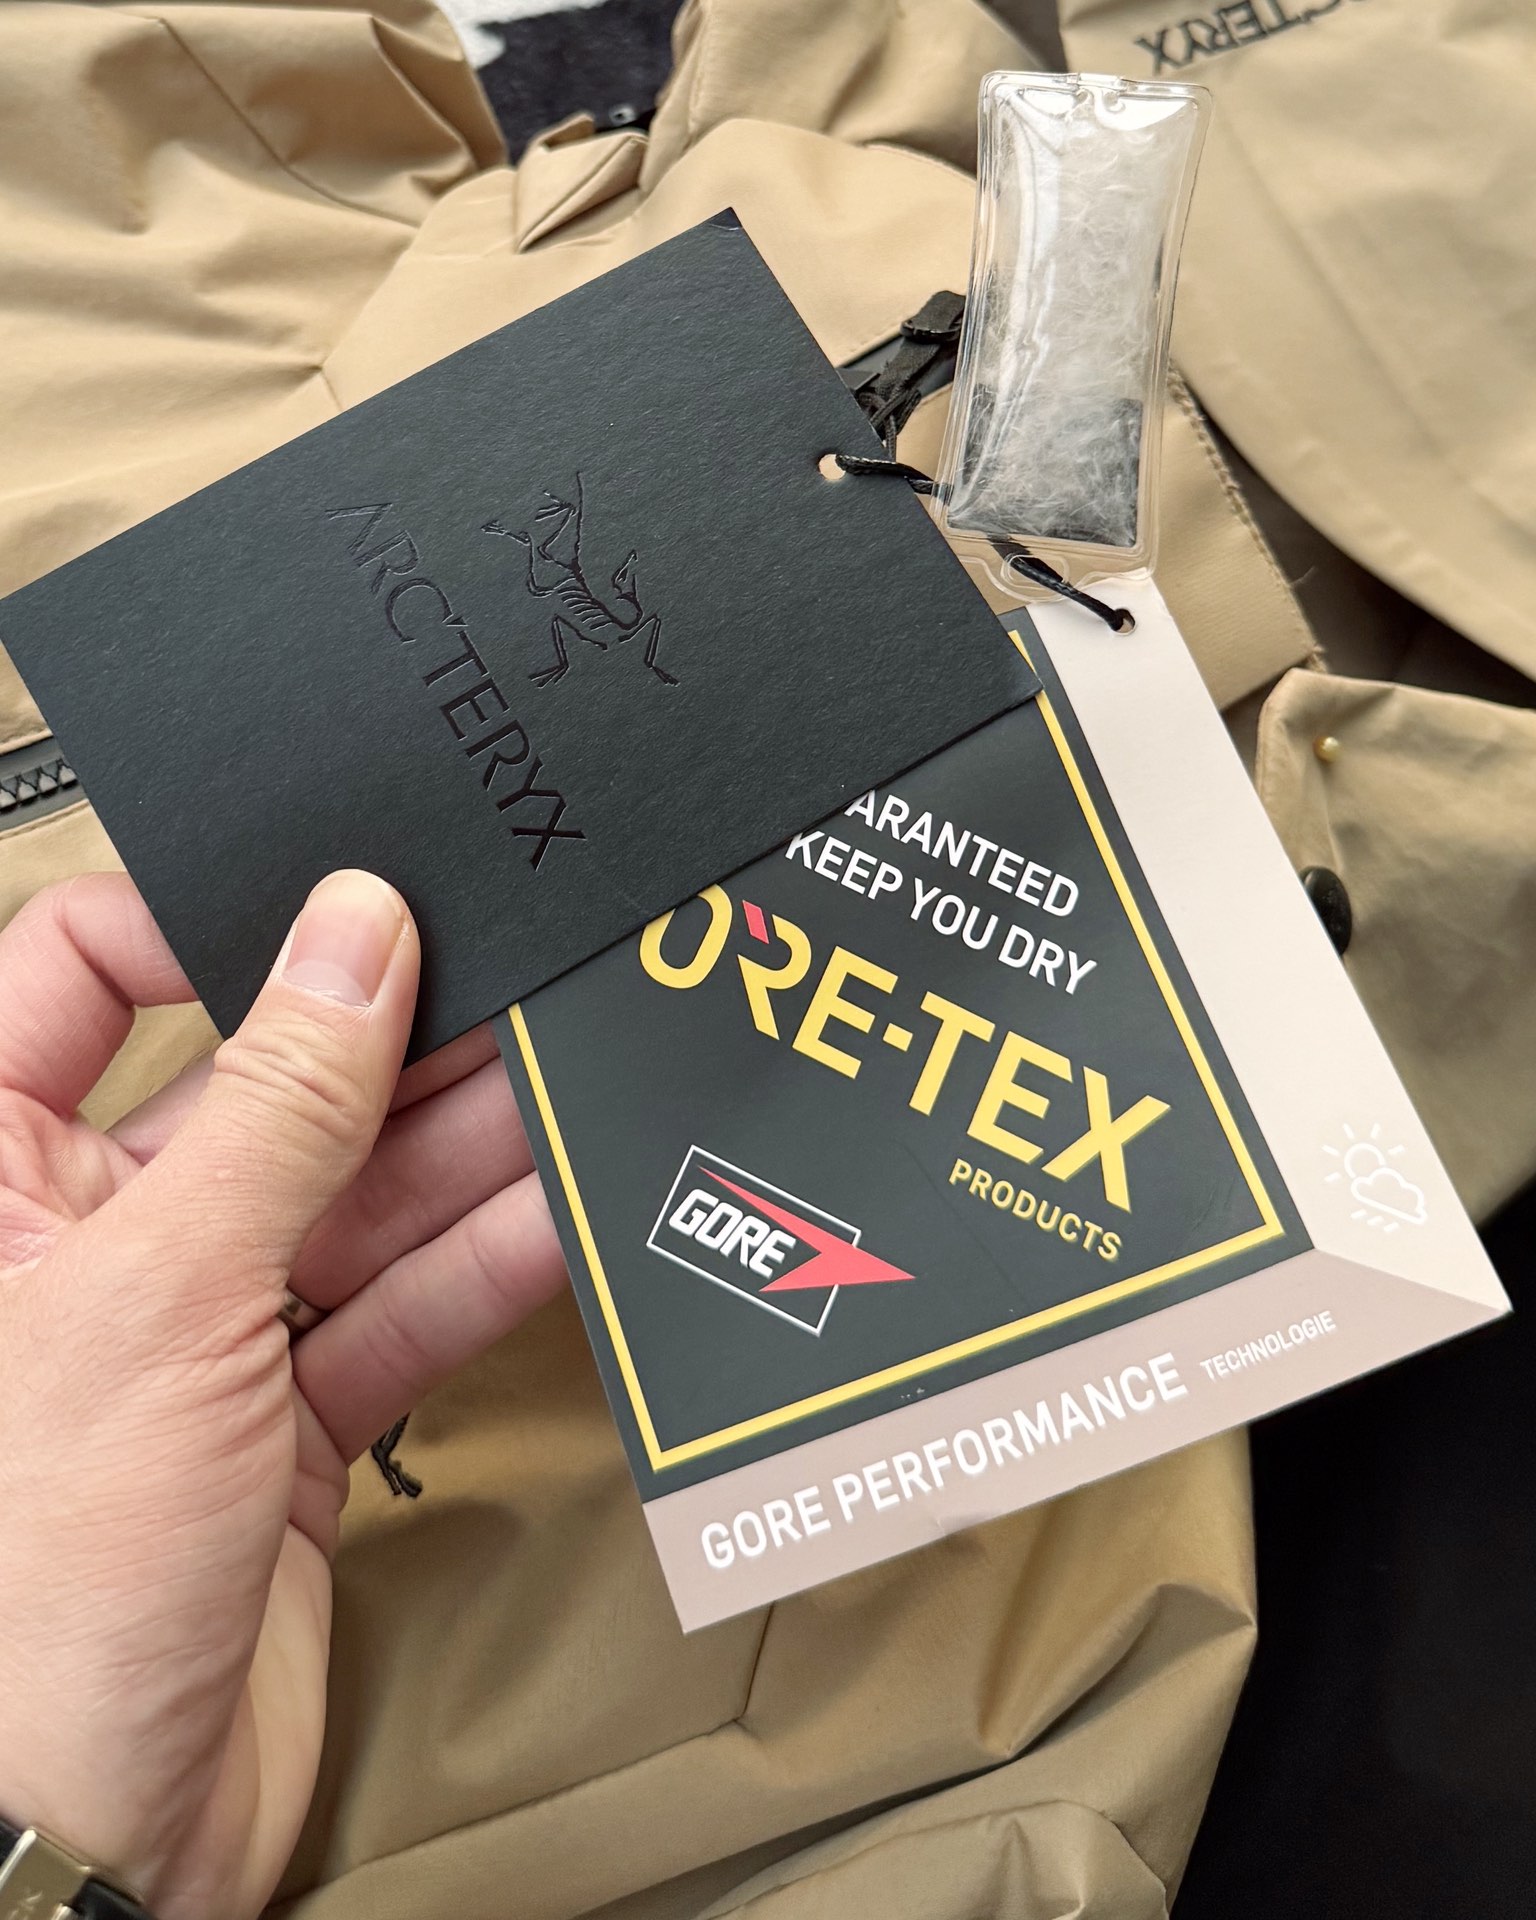 ARC'TERYX
ARC'TERYX
ARANTEED
KEEP YOU DRY
ORE-TEX
PRODUCTS
GORE
GORE PERFORMANCE TECHNOLOGIE